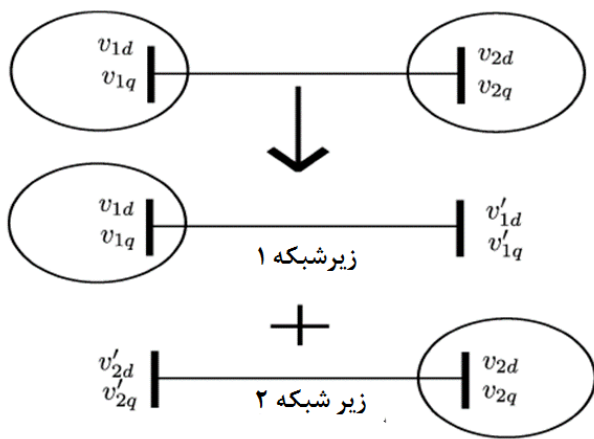 v₁d v₂d
v₁q v₂q
v₁d v′₁d
v₁q v′₁q
زیرشبکه ۱
+
v′₂d v₂d
v′₂q v₂q
زیر شبکه ۲